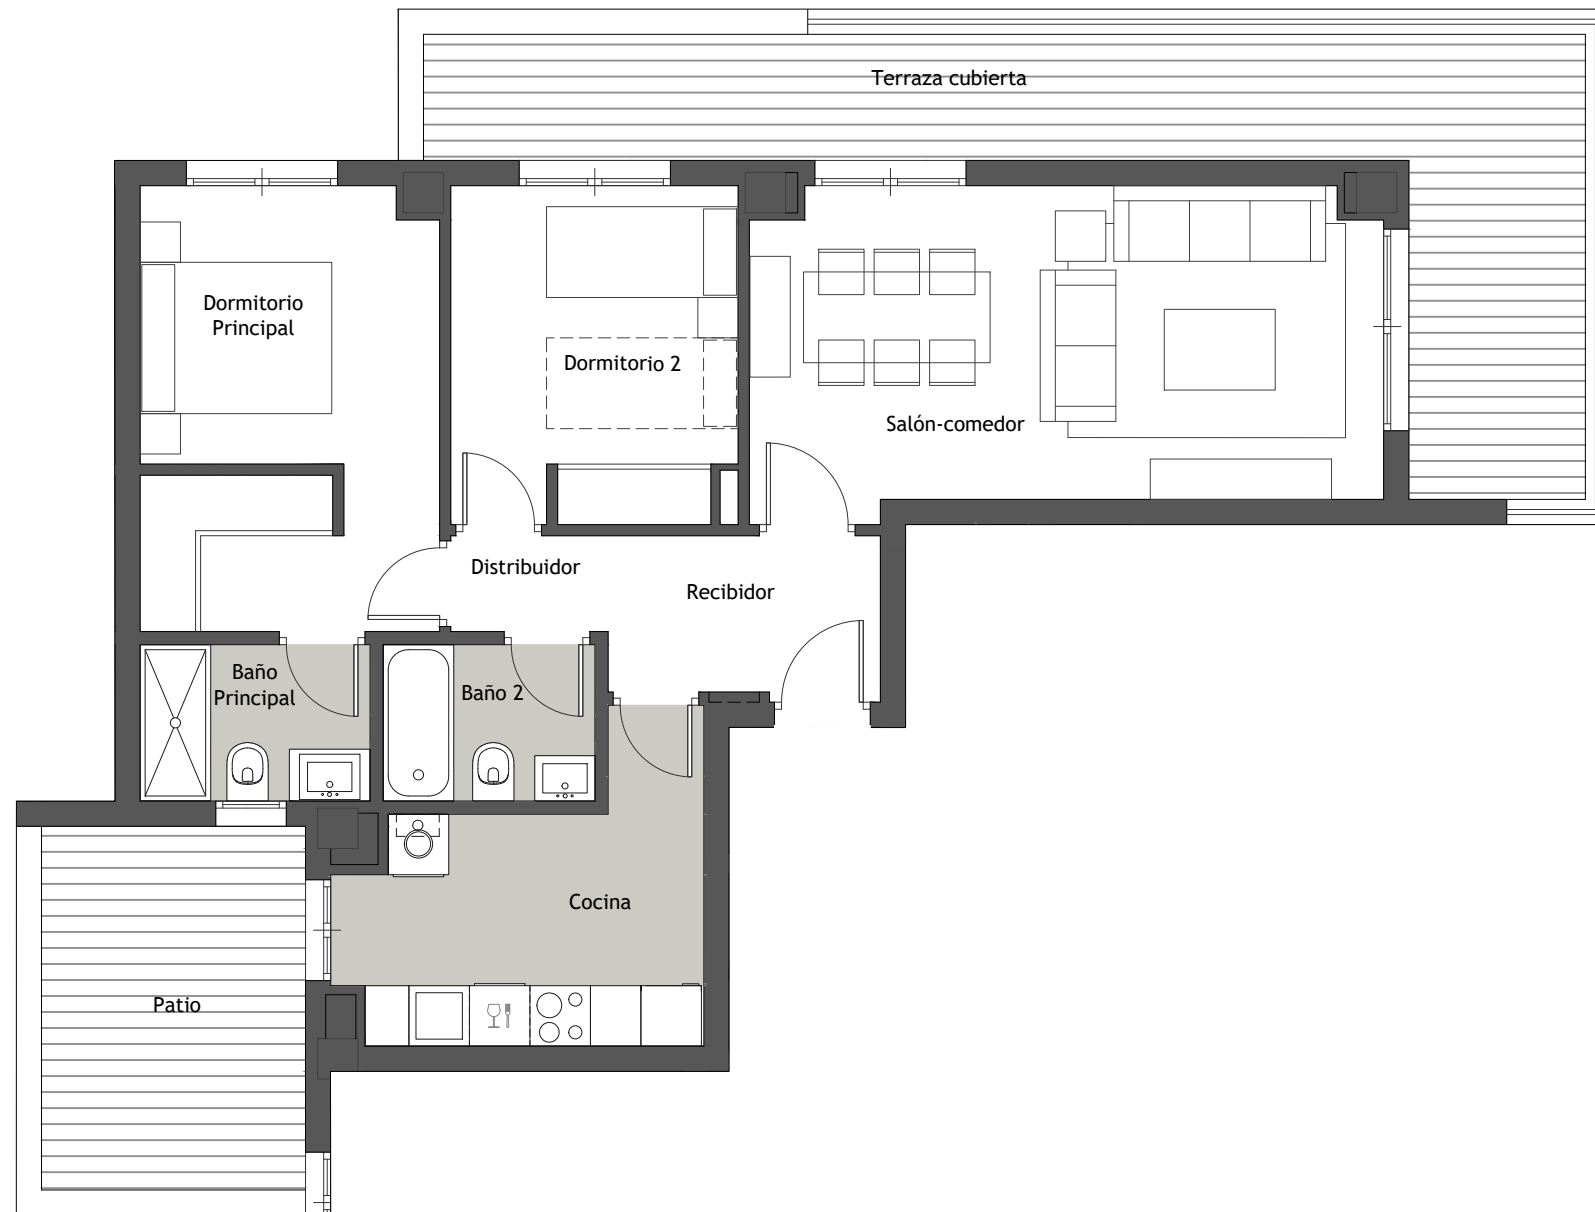 Terraza cubierta
Dormitorio
Principal
Dormitorio 2
Salón-comedor
Distribuidor
Recibidor
Baño
Principal
Baño 2
Cocina
Patio